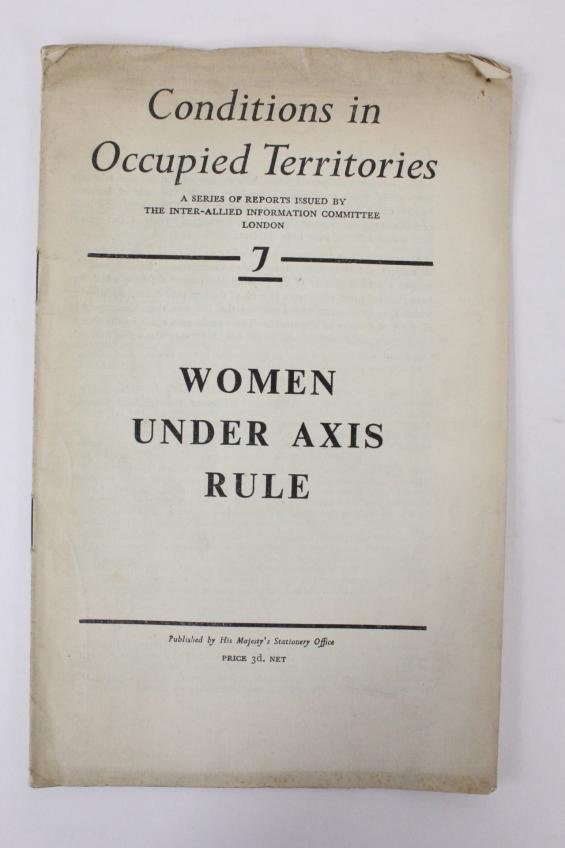 Conditions in
Occupied Territories
A SERIES OF REPORTS ISSUED BY
THE INTER-ALLIED INFORMATION COMMITTEE
LONDON
7
WOMEN
UNDER AXIS
RULE
Published by His Majesty's Stationery Office
PRICE 3d. NET